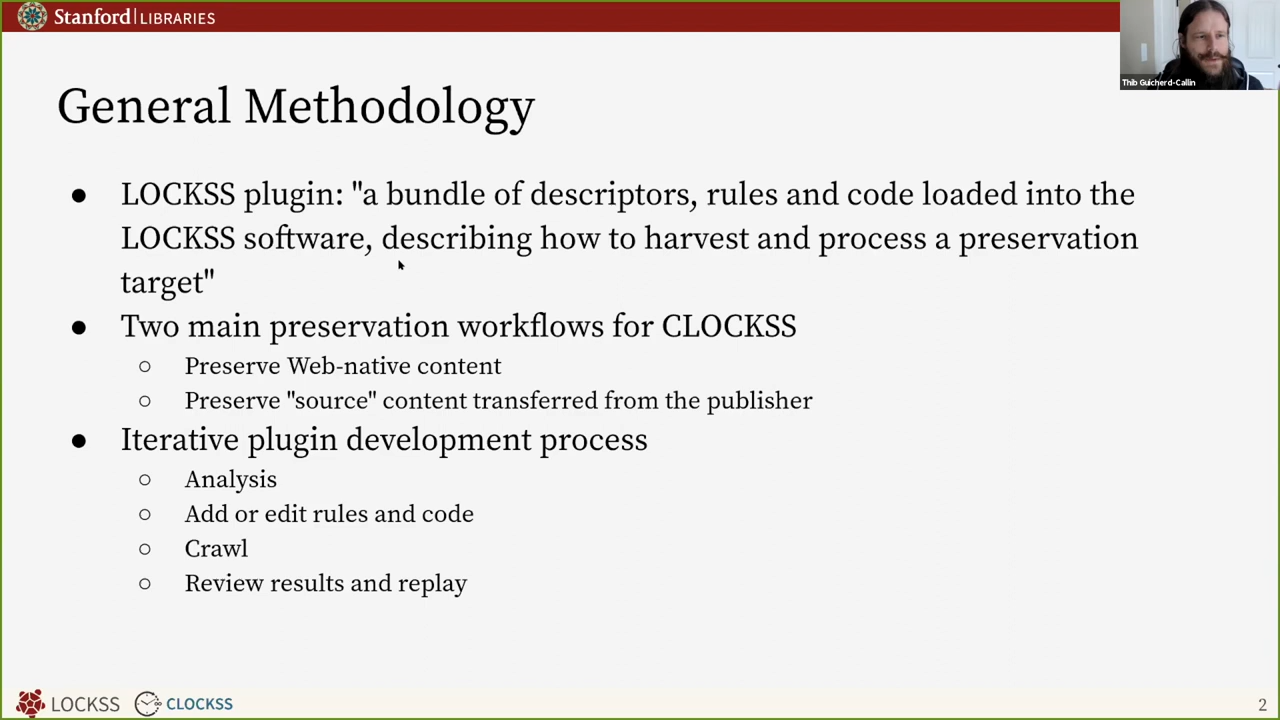 Stanford | LIBRARIES
Thib Guicherd-Callin
General Methodology
● LOCKSS plugin: "a bundle of descriptors, rules and code loaded into the
LOCKSS software, describing how to harvest and process a preservation
target"
● Two main preservation workflows for CLOCKSS
○ Preserve Web-native content
○ Preserve "source" content transferred from the publisher
● Iterative plugin development process
○ Analysis
○ Add or edit rules and code
○ Crawl
○ Review results and replay
LOCKSS CLOCKSS
2